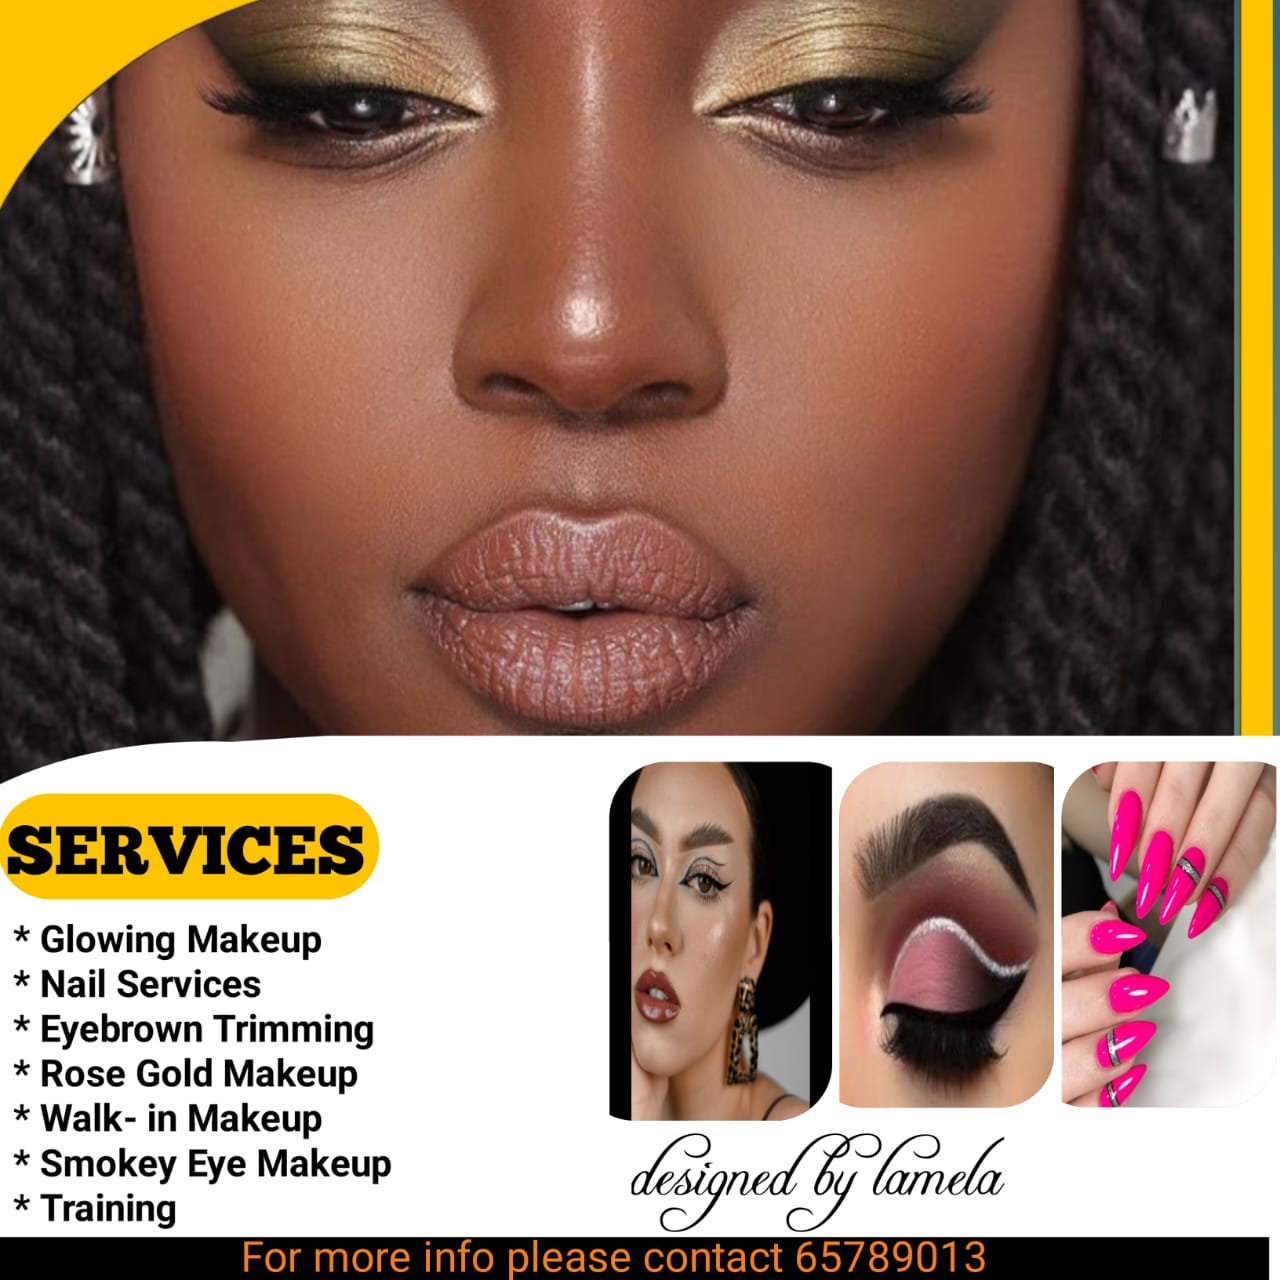 SERVICES
* Glowing Makeup
* Nail Services
* Eyebrown Trimming
* Rose Gold Makeup
* Walk- in Makeup
* Smokey Eye Makeup
* Training
designed by lamela
For more info please contact 65789013